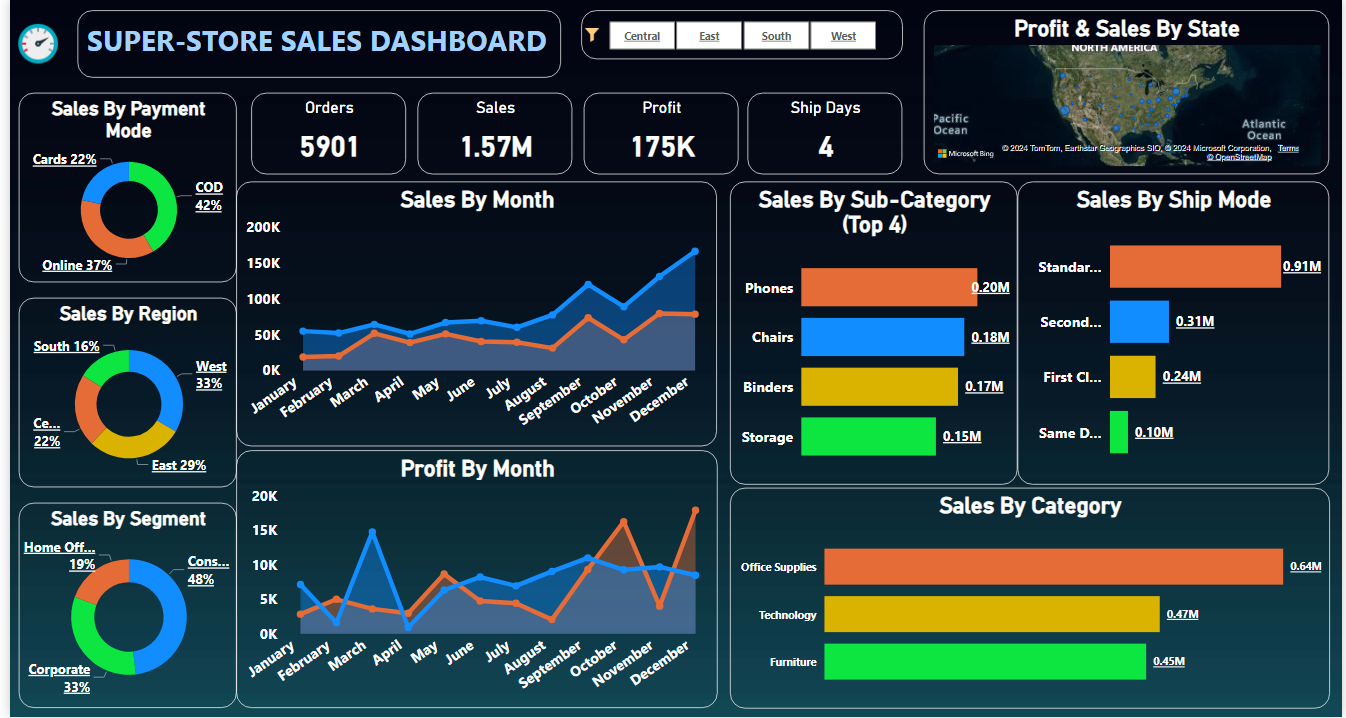 SUPER-STORE SALES DASHBOARD
Central
East
South
West
Profit & Sales By State
NORTH AMERICA
Pacific
Ocean
Atlantic
Ocean
Microsoft Bing
© 2024 TomTom, Earthstar Geographics SIO, © 2024 Microsoft Corporation, Terms
© OpenStreetMap
Sales By Payment
Mode
Cards 22%
COD
42%
Online 37%
Orders
5901
Sales
1.57M
Profit
175K
Ship Days
4
Sales By Month
200K
150K
100K
50K
0K
January
February
March
April
May
June
July
August
September
October
November
December
Sales By Sub-Category
(Top 4)
Phones
0.20M
Chairs
0.18M
Binders
0.17M
Storage
0.15M
Sales By Ship Mode
Standar...
0.91M
Second...
0.31M
First Cl...
0.24M
Same D...
0.10M
Sales By Region
South 16%
West
33%
Ce...
22%
East 29%
Profit By Month
20K
15K
10K
5K
0K
January
February
March
April
May
June
July
August
September
October
November
December
Sales By Segment
Home Off...
19%
Cons...
48%
Corporate
33%
Sales By Category
Office Supplies
0.64M
Technology
0.47M
Furniture
0.45M